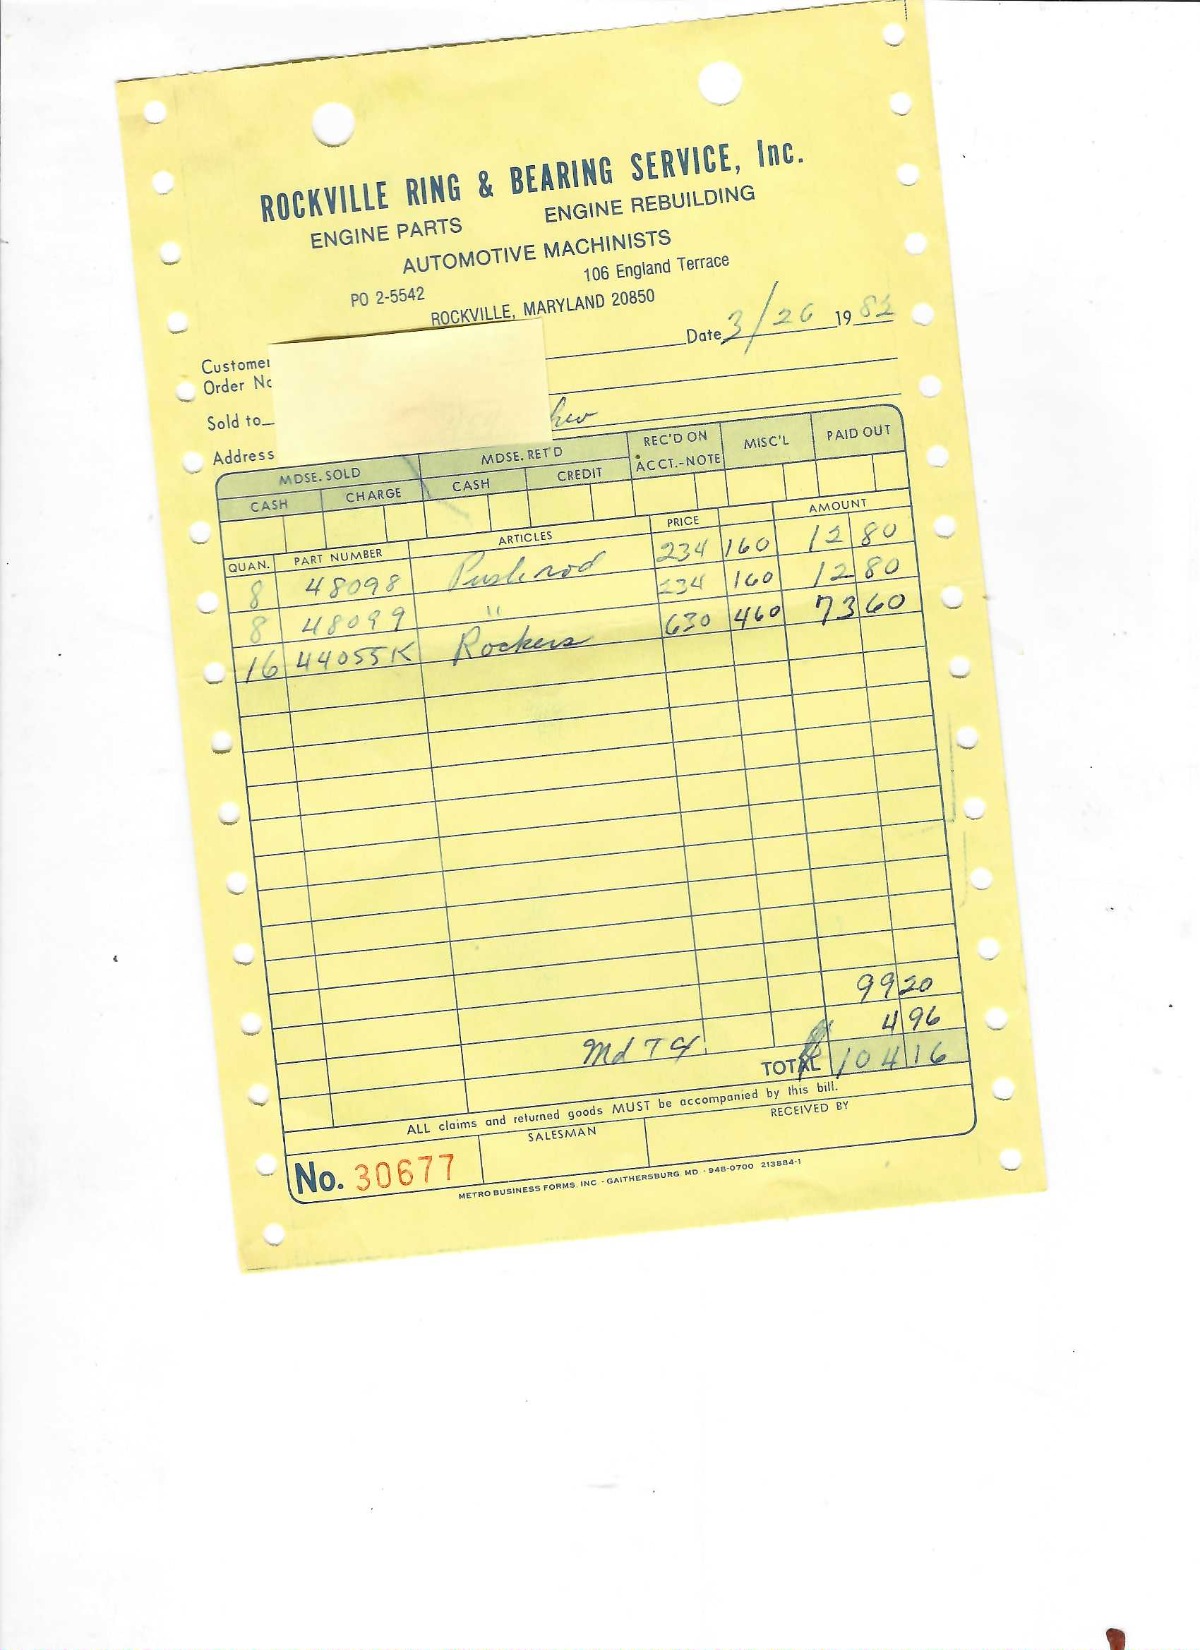 ROCKVILLE RING & BEARING SERVICE, Inc.
ENGINE PARTS ENGINE REBUILDING
AUTOMOTIVE MACHINISTS
PO 2-5542 106 England Terrace
ROCKVILLE, MARYLAND 20850
Date 3/26 19 82
Customer
Order No
Sold to
Address
MDSE. SOLD MDSE. RET'D REC'D ON ACCT.-NOTE MISC'L PAID OUT
CASH CHARGE CASH CREDIT
QUAN. PART NUMBER ARTICLES PRICE AMOUNT
8 48098 Pushrod 234 160 12 80
8 48099 " 234 160 12 80
16 44055K Rockers 630 460 73 60
99 20
Md TX. 4 96
TOTAL 104 16
ALL claims and returned goods MUST be accompanied by this bill.
SALESMAN RECEIVED BY
No. 30677
METRO BUSINESS FORMS, INC - GAITHERSBURG, MD - 948-0700 213884-1